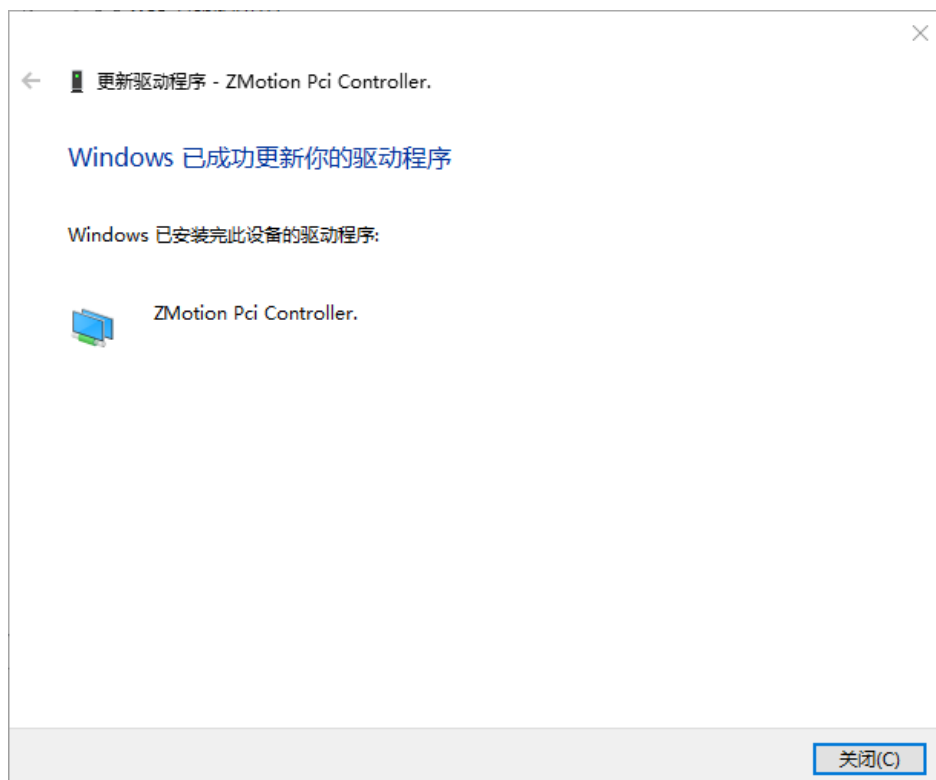 更新驱动程序 - ZMotion Pci Controller.
Windows 已成功更新你的驱动程序
Windows 已安装完此设备的驱动程序:
ZMotion Pci Controller.
关闭(C)